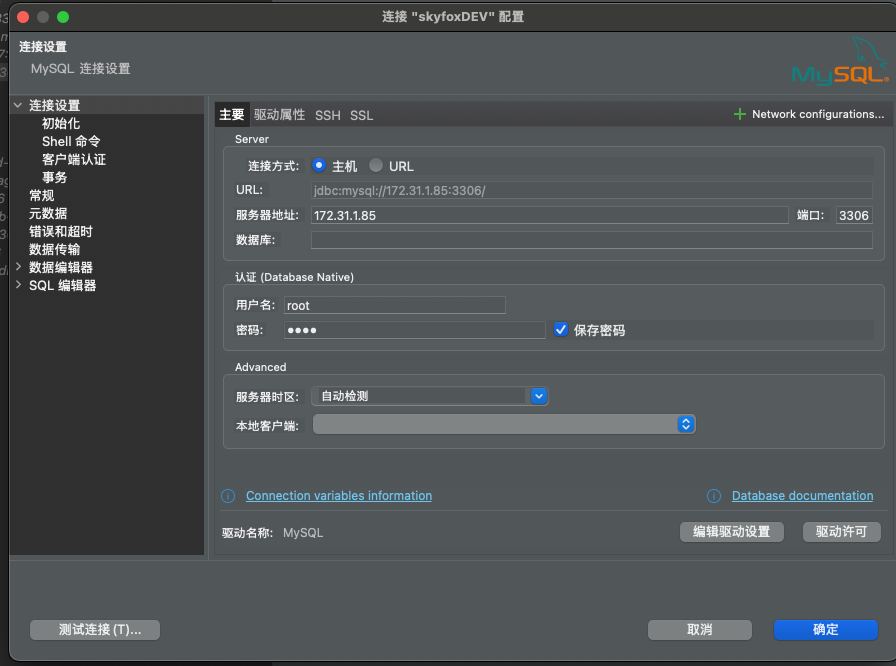 连接 "skyfoxDEV" 配置
连接设置
MySQL 连接设置
MySQL
连接设置
初始化
Shell 命令
客户端认证
事务
常规
元数据
错误和超时
数据传输
数据编辑器
SQL 编辑器
主要 驱动属性 SSH SSL Network configurations...
Server
连接方式: 主机 URL
URL: jdbc:mysql://172.31.1.85:3306/
服务器地址: 172.31.1.85 端口: 3306
数据库:
认证 (Database Native)
用户名: root
密码: •••• 保存密码
Advanced
服务器时区: 自动检测
本地客户端:
Connection variables information Database documentation
驱动名称: MySQL 编辑驱动设置 驱动许可
测试连接 (T)... 取消 确定